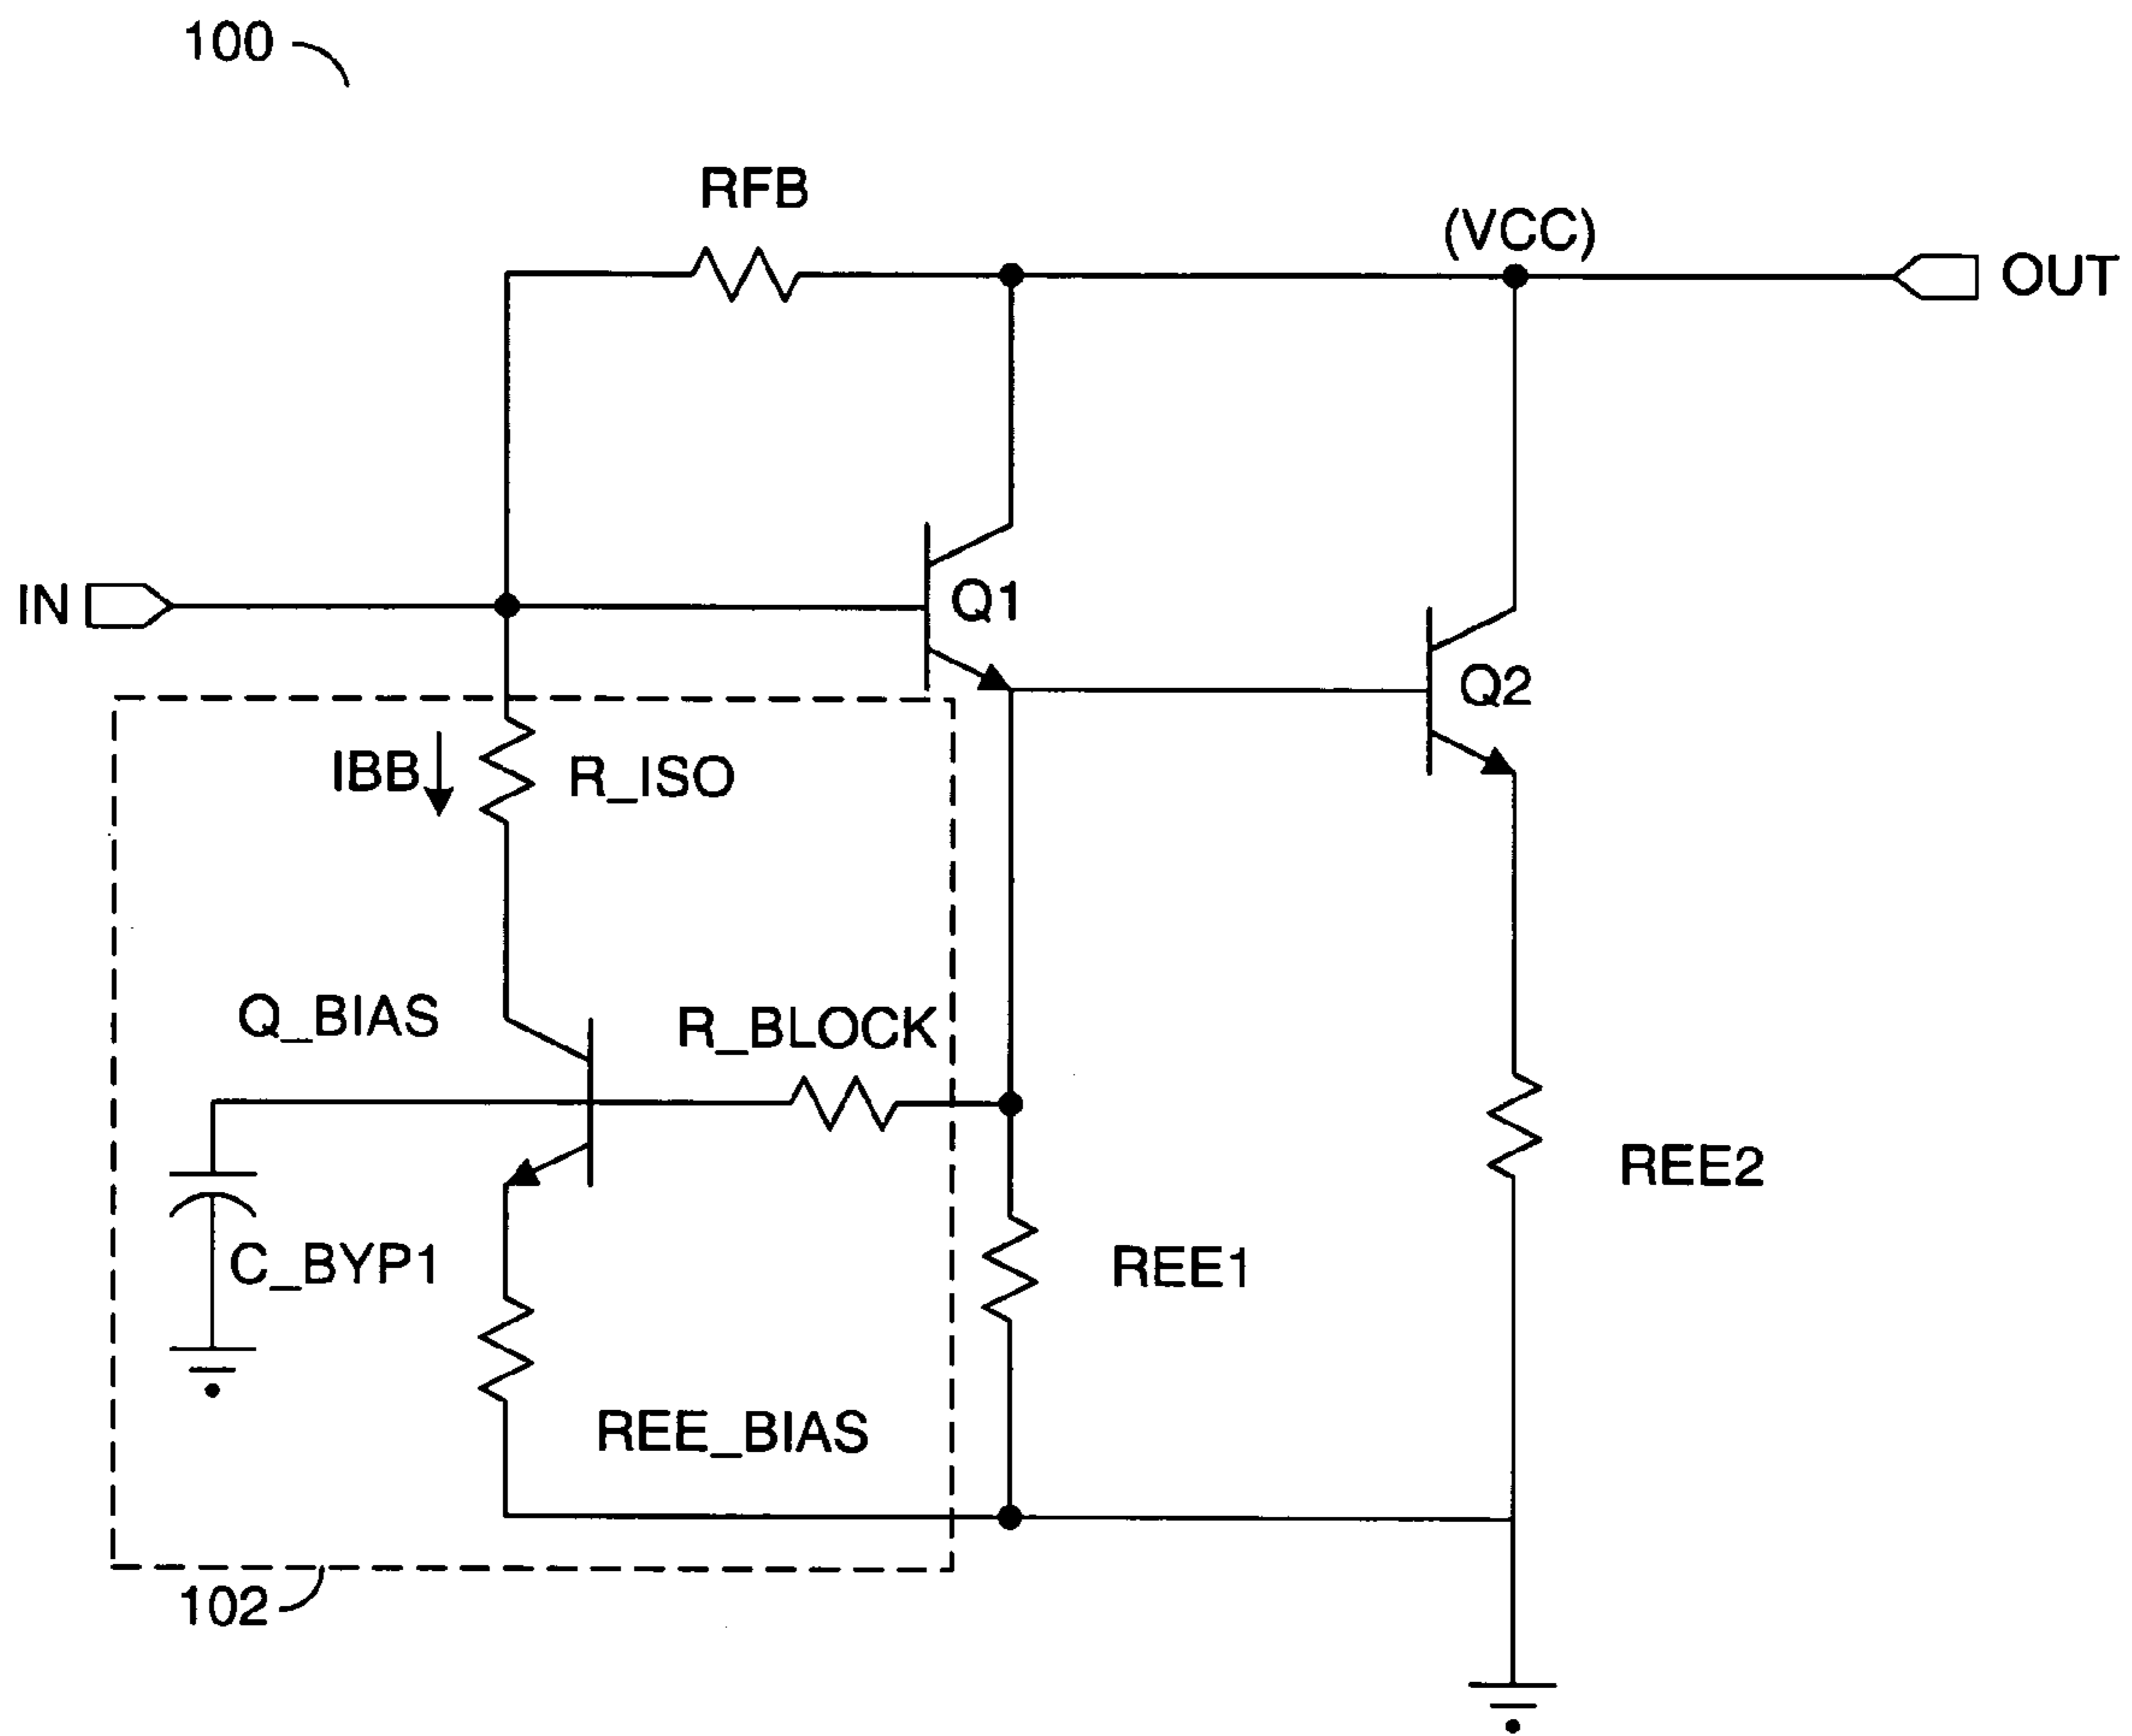 100
RFB
(VCC)
OUT
IN
Q1
Q2
IBB
R_ISO
Q_BIAS
R_BLOCK
REE2
C_BYP1
REE1
REE_BIAS
102